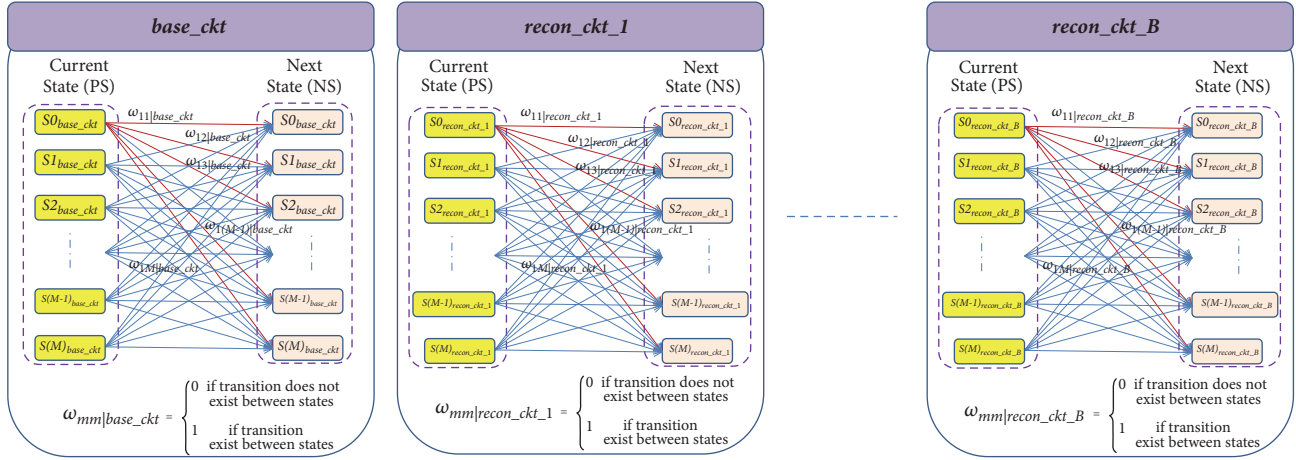 base_ckt
Current
State (PS)
Next
State (NS)
S0base_ckt
S1base_ckt
S2base_ckt
S(M-1)base_ckt
S(M)base_ckt
ω11|base_ckt
ω12|base_ckt
ω13|base_ckt
ω1(M-1)|base_ckt
ω1M|base_ckt
S0base_ckt
S1base_ckt
S2base_ckt
S(M-1)base_ckt
S(M)base_ckt
ωmm|base_ckt =
0 if transition does not
exist between states
1 if transition
exist between states
recon_ckt_1
Current
State (PS)
Next
State (NS)
S0recon_ckt_1
S1recon_ckt_1
S2recon_ckt_1
S(M-1)recon_ckt_1
S(M)recon_ckt_1
ω11|recon_ckt_1
ω12|recon_ckt_1
ω13|recon_ckt_1
ω1(M-1)|recon_ckt_1
ω1M|recon_ckt_1
S0recon_ckt_1
S1recon_ckt_1
S2recon_ckt_1
S(M-1)recon_ckt_1
S(M)recon_ckt_1
ωmm|recon_ckt_1 =
0 if transition does not
exist between states
1 if transition
exist between states
recon_ckt_B
Current
State (PS)
Next
State (NS)
S0recon_ckt_B
S1recon_ckt_B
S2recon_ckt_B
S(M-1)recon_ckt_B
S(M)recon_ckt_B
ω11|recon_ckt_B
ω12|recon_ckt_B
ω13|recon_ckt_B
ω1(M-1)|recon_ckt_B
ω1M|recon_ckt_B
S0recon_ckt_B
S1recon_ckt_B
S2recon_ckt_B
S(M-1)recon_ckt_B
S(M)recon_ckt_B
ωmm|recon_ckt_B =
0 if transition does not
exist between states
1 if transition
exist between states